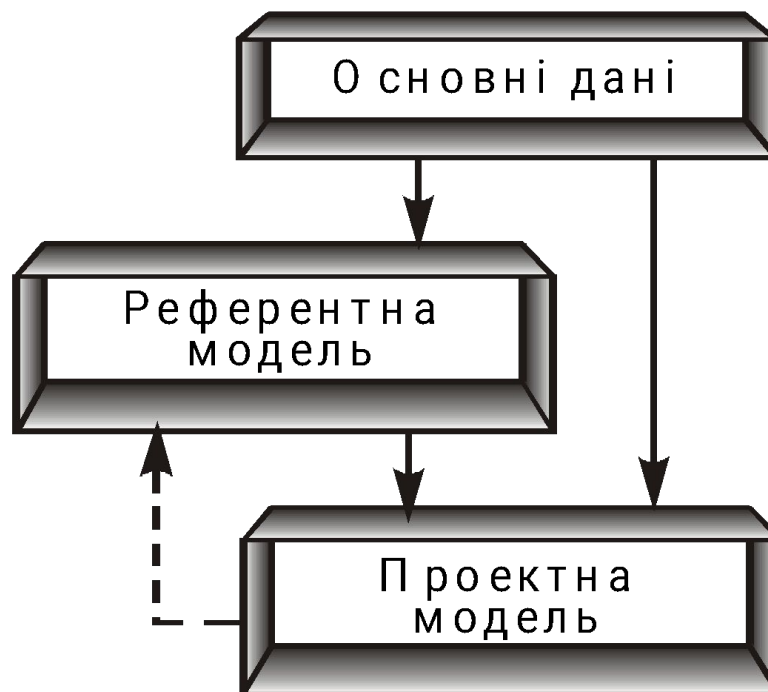 Основні дані
Референтна
модель
Проектна
модель